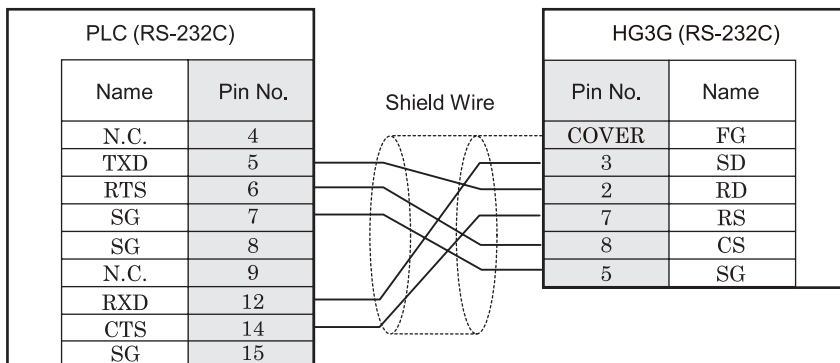 PLC (RS-232C)
Name Pin No.
N.C. 4
TXD 5
RTS 6
SG 7
SG 8
N.C. 9
RXD 12
CTS 14
SG 15
Shield Wire
HG3G (RS-232C)
Pin No. Name
COVER FG
3 SD
2 RD
7 RS
8 CS
5 SG